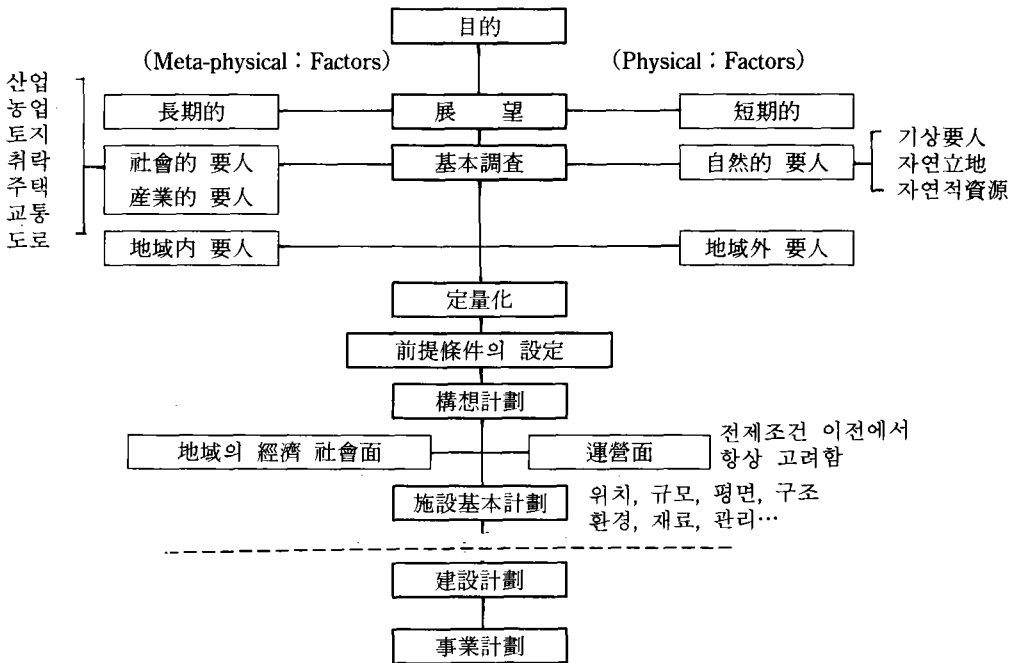 目的
(Meta-physical : Factors)
(Physical : Factors)
산업
농업
토지
취락
주택
교통
도로
長期的
展 望
短期的
社會的 要人
産業的 要人
基本調査
自然的 要人
기상要人
자연立地
자연적資源
地域内 要人
地域外 要人
定量化
前提條件의 設定
構想計劃
地域의 經濟 社會面
運營面
전제조건 이전에서
항상 고려함
施設基本計劃
위치, 규모, 평면, 구조
환경, 재료, 관리…
建設計劃
事業計劃